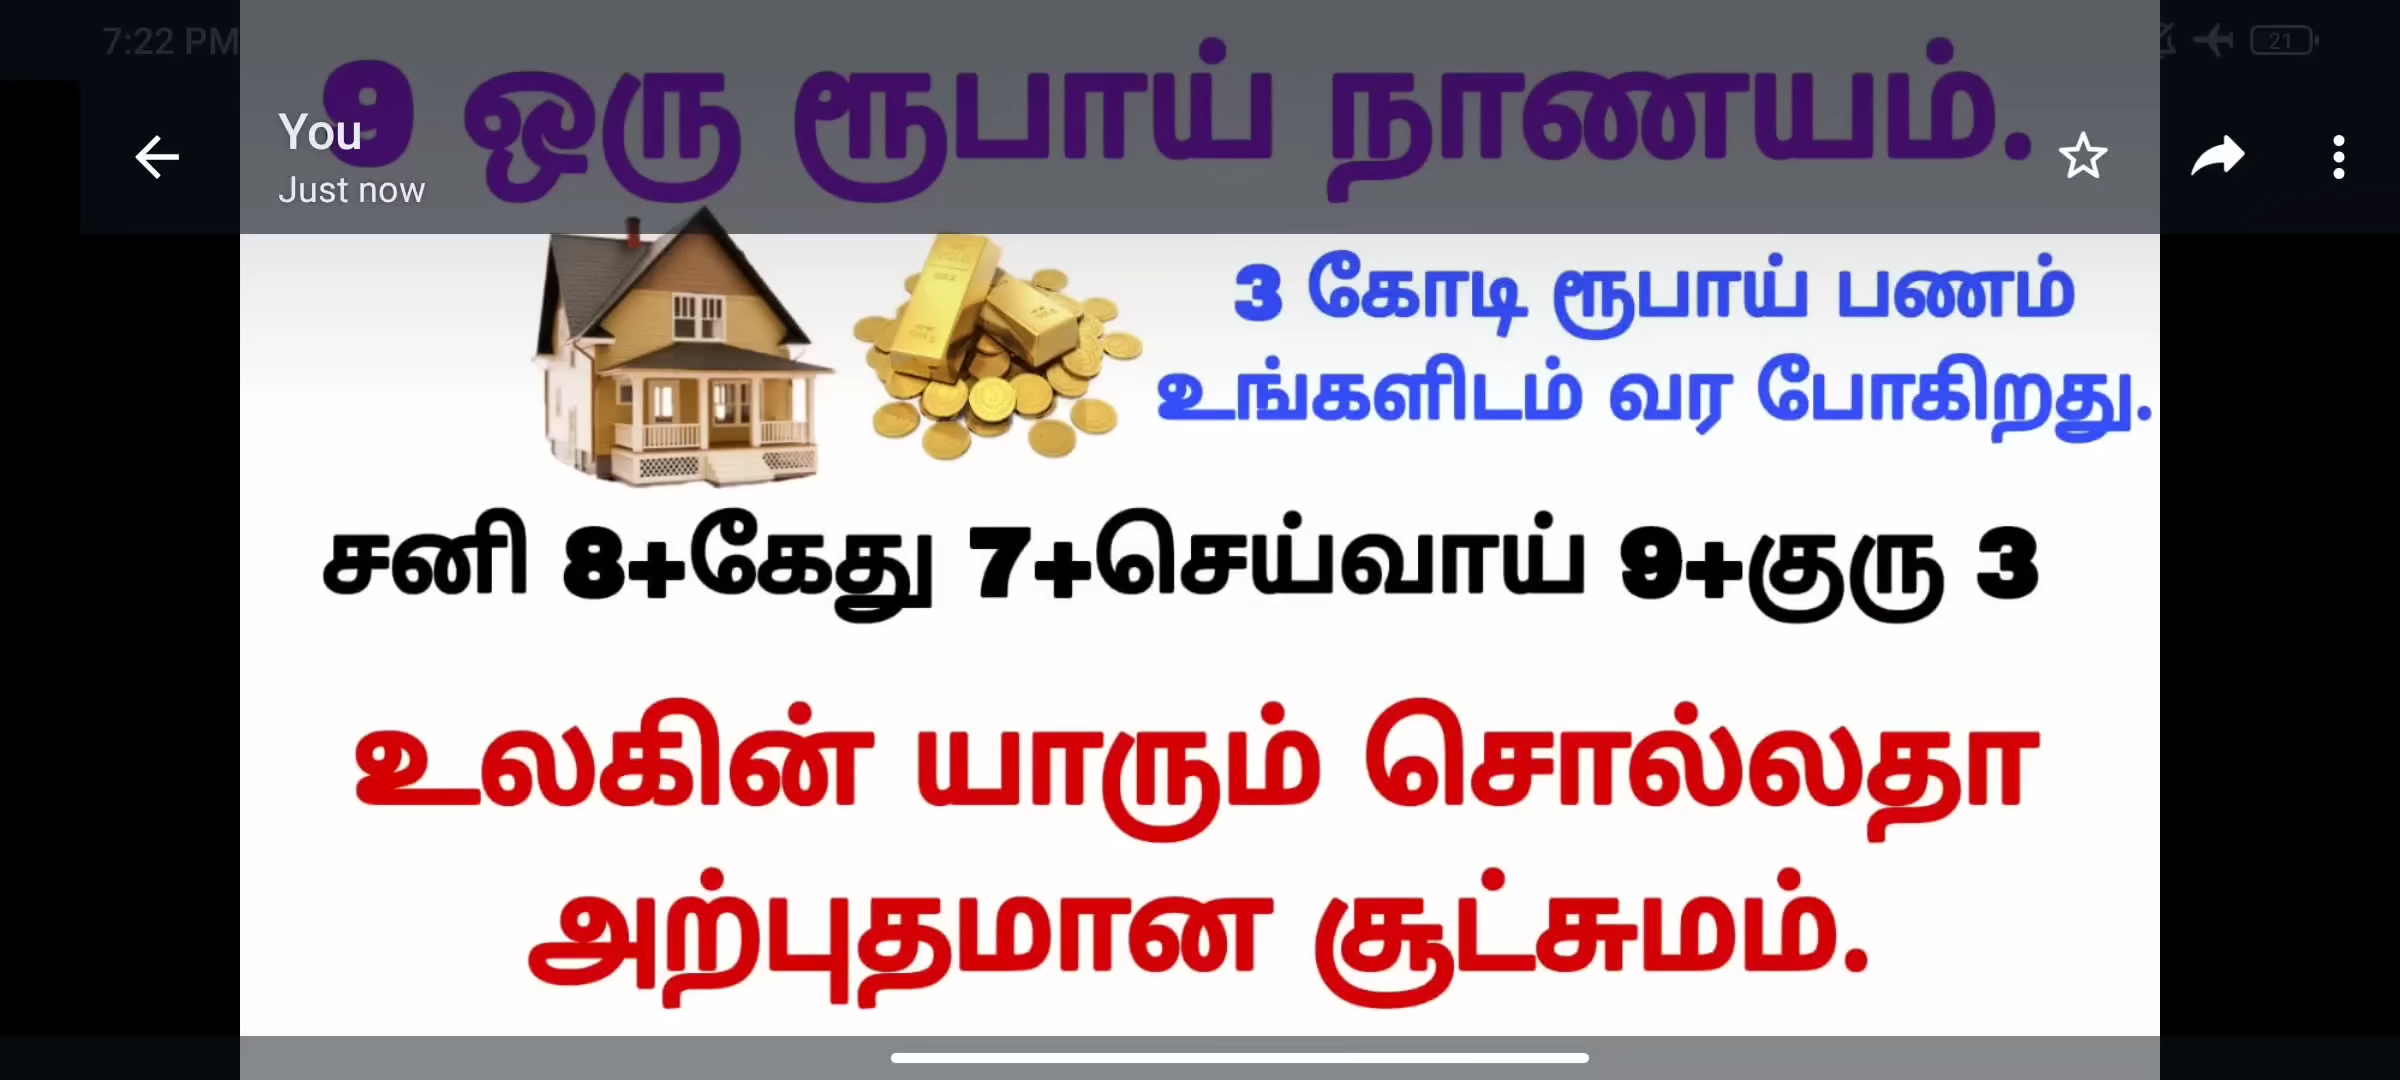 7:22 PM
21
9 ஒரு ரூபாய் நாணயம்.
You
Just now
3 கோடி ரூபாய் பணம்
உங்களிடம் வர போகிறது.
சனி 8+கேது 7+செய்வாய் 9+குரு 3
உலகின் யாரும் சொல்லதா
அற்புதமான சூட்சுமம்.